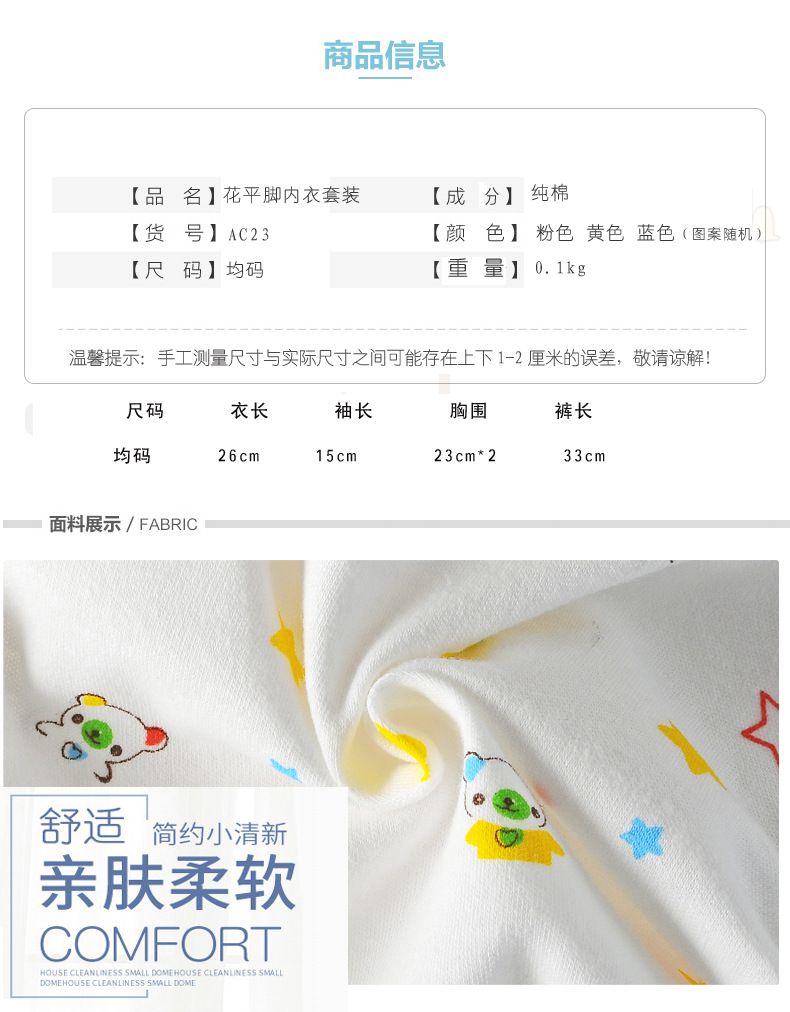 商品信息
【品 名】花平脚内衣套装 【成 分】 纯棉
【货 号】AC23 【颜 色】 粉色 黄色 蓝色（图案随机）
【尺 码】均码 【重 量】 0.1kg
温馨提示: 手工测量尺寸与实际尺寸之间可能存在上下 1-2 厘米的误差，敬请谅解!
尺码 衣长 袖长 胸围 裤长
均码 26cm 15cm 23cm*2 33cm
面料展示 / FABRIC
舒适 简约小清新
亲肤柔软
COMFORT
HOUSE CLEANLINESS SMALL DOMEHOUSE CLEANLINESS SMALL
DOMEHOUSE CLEANLINESS SMALL DOME